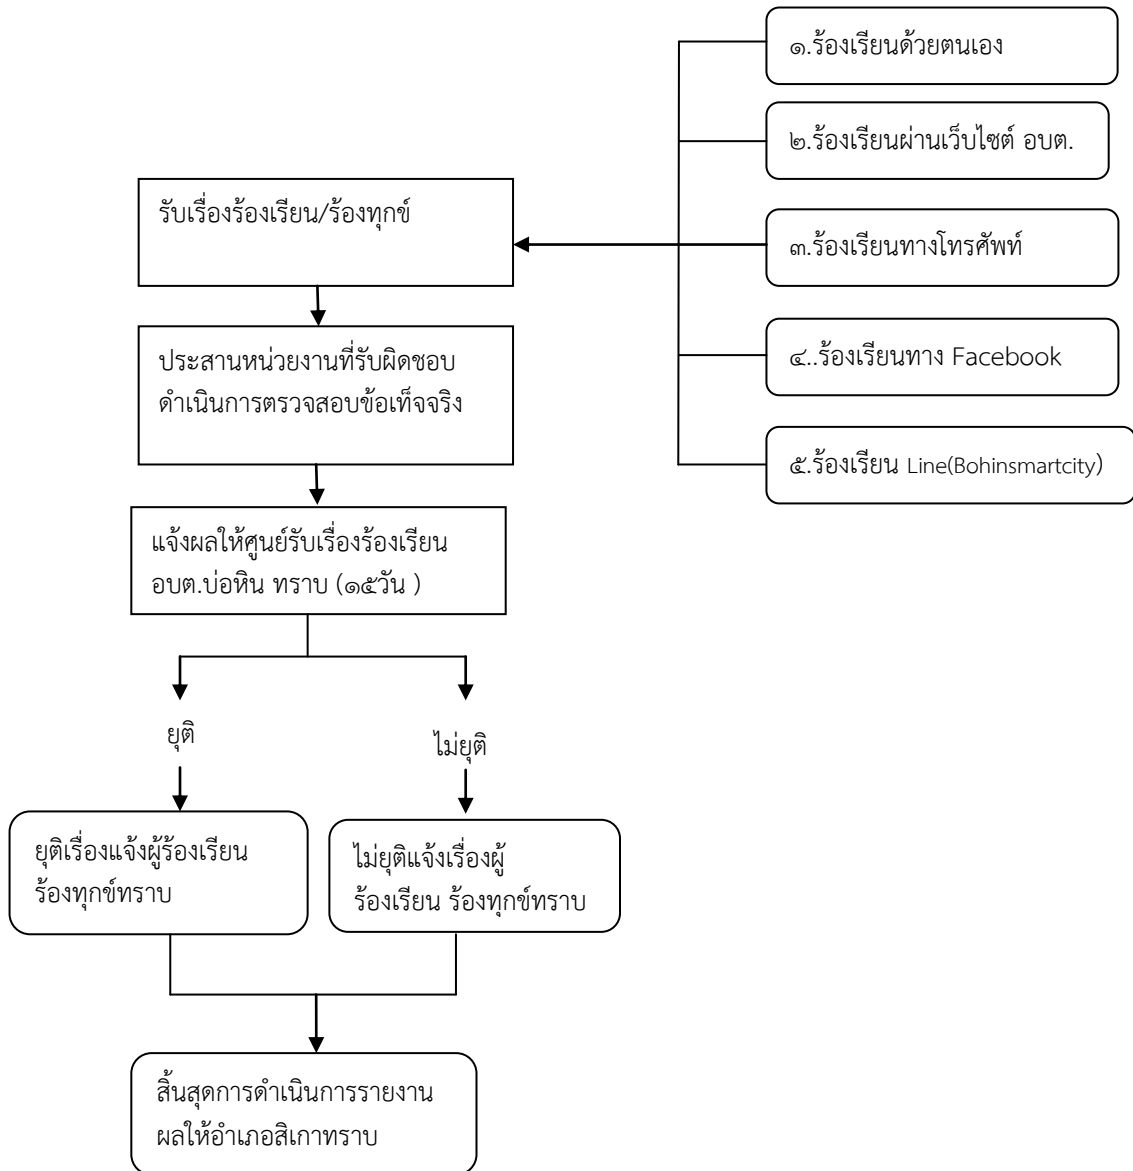 ๑.ร้องเรียนด้วยตนเอง
๒.ร้องเรียนผ่านเว็บไซต์ อบต.
รับเรื่องร้องเรียน/ร้องทุกข์
๓.ร้องเรียนทางโทรศัพท์
ประสานหน่วยงานที่รับผิดชอบ
ดำเนินการตรวจสอบข้อเท็จจริง
๔..ร้องเรียนทาง Facebook
๕.ร้องเรียน Line(Bohinsmartcity)
แจ้งผลให้ศูนย์รับเรื่องร้องเรียน
อบต.บ่อหิน ทราบ (๑๕วัน )
ยุติ
ไม่ยุติ
ยุติเรื่องแจ้งผู้ร้องเรียน
ร้องทุกข์ทราบ
ไม่ยุติแจ้งเรื่องผู้
ร้องเรียน ร้องทุกข์ทราบ
สิ้นสุดการดำเนินการรายงาน
ผลให้อำเภอสิเกาทราบ